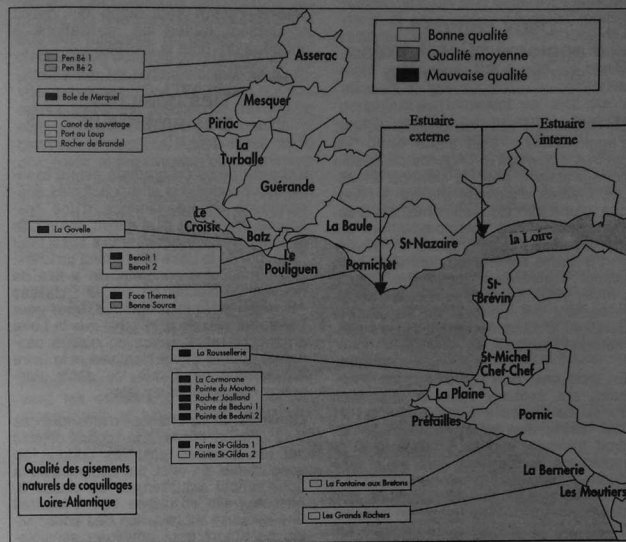 Bonne qualité
Qualité moyenne
Mauvaise qualité
Pen Bé 1
Pen Bé 2
Asserac
Bole de Merquel
Mesquer
Canot de sauvetage
Port au Loup
Rocher de Brandel
Piriac
La
Turballe
Estuaire
externe
Estuaire
interne
Guérande
Le
Croisic
La Govelle
Batz
La Baule
St-Nazaire
la Loire
Benoit 1
Benoit 2
Le
Pouliguen
Pornichet
St-
Brévin
Face Thermes
Bonne Source
La Roussellerie
St-Michel
Chef-Chef
La Cormorane
Pointe du Mouton
Rocher Joalland
Pointe de Beduni 1
Pointe de Beduni 2
La Plaine
Préfailles
Pornic
Pointe St-Gildas 1
Pointe St-Gildas 2
Qualité des gisements
naturels de coquillages
Loire-Atlantique
La Fontaine aux Bretons
La Bernerie
Les Moutiers
Les Grands Rochers